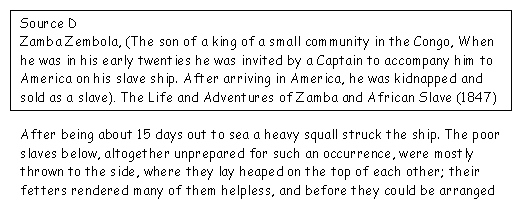 Source D
Zamba Zembola, (The son of a king of a small community in the Congo, When
he was in his early twenties he was invited by a Captain to accompany him to
America on his slave ship. After arriving in America, he was kidnapped and
sold as a slave). The Life and Adventures of Zamba and African Slave (1847)
After being about 15 days out to sea a heavy squall struck the ship. The poor
slaves below, altogether unprepared for such an occurrence, were mostly
thrown to the side, where they lay heaped on the top of each other; their
fetters rendered many of them helpless, and before they could be arranged